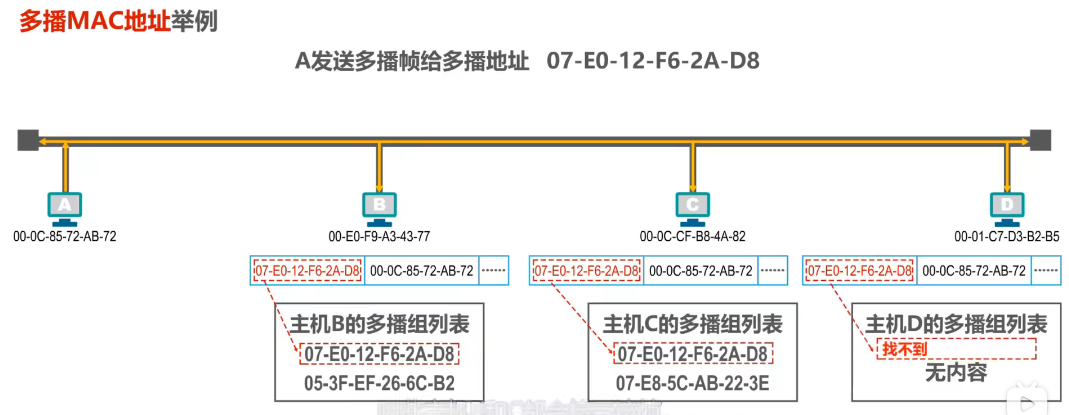 多播MAC地址举例
A发送多播帧给多播地址 07-E0-12-F6-2A-D8
A
B
C
D
00-0C-85-72-AB-72
00-E0-F9-A3-43-77
00-0C-CF-B8-4A-82
00-01-C7-D3-B2-B5
07-E0-12-F6-2A-D8 00-0C-85-72-AB-72 ······
07-E0-12-F6-2A-D8 00-0C-85-72-AB-72 ······
07-E0-12-F6-2A-D8 00-0C-85-72-AB-72 ······
主机B的多播组列表
07-E0-12-F6-2A-D8
05-3F-EF-26-6C-B2
主机C的多播组列表
07-E0-12-F6-2A-D8
07-E8-5C-AB-22-3E
主机D的多播组列表
找不到
无内容